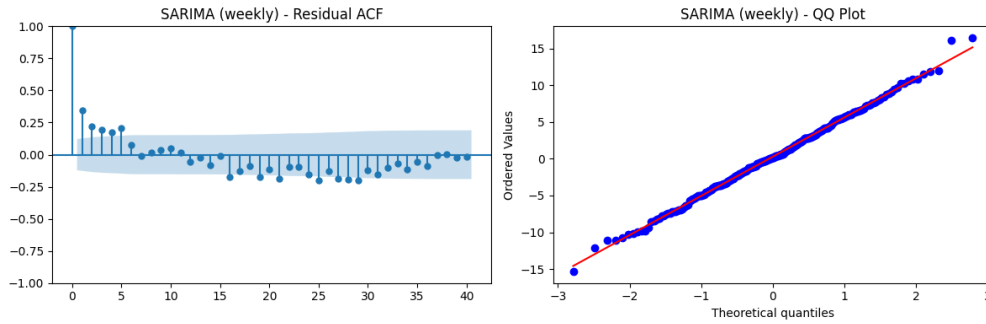 SARIMA (weekly) - Residual ACF
1.00
0.75
0.50
0.25
0.00
−0.25
−0.50
−0.75
−1.00
0 5 10 15 20 25 30 35 40
SARIMA (weekly) - QQ Plot
Ordered Values
15
10
5
0
−5
−10
−15
−3 −2 −1 0 1 2 3
Theoretical quantiles